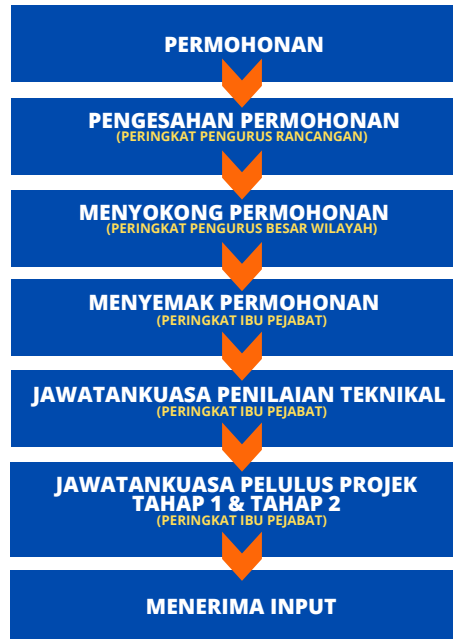 PERMOHONAN
PENGESAHAN PERMOHONAN
(PERINGKAT PENGURUS RANCANGAN)
MENYOKONG PERMOHONAN
(PERINGKAT PENGURUS BESAR WILAYAH)
MENYEMAK PERMOHONAN
(PERINGKAT IBU PEJABAT)
JAWATANKUASA PENILAIAN TEKNIKAL
(PERINGKAT IBU PEJABAT)
JAWATANKUASA PELULUS PROJEK
TAHAP 1 & TAHAP 2
(PERINGKAT IBU PEJABAT)
MENERIMA INPUT